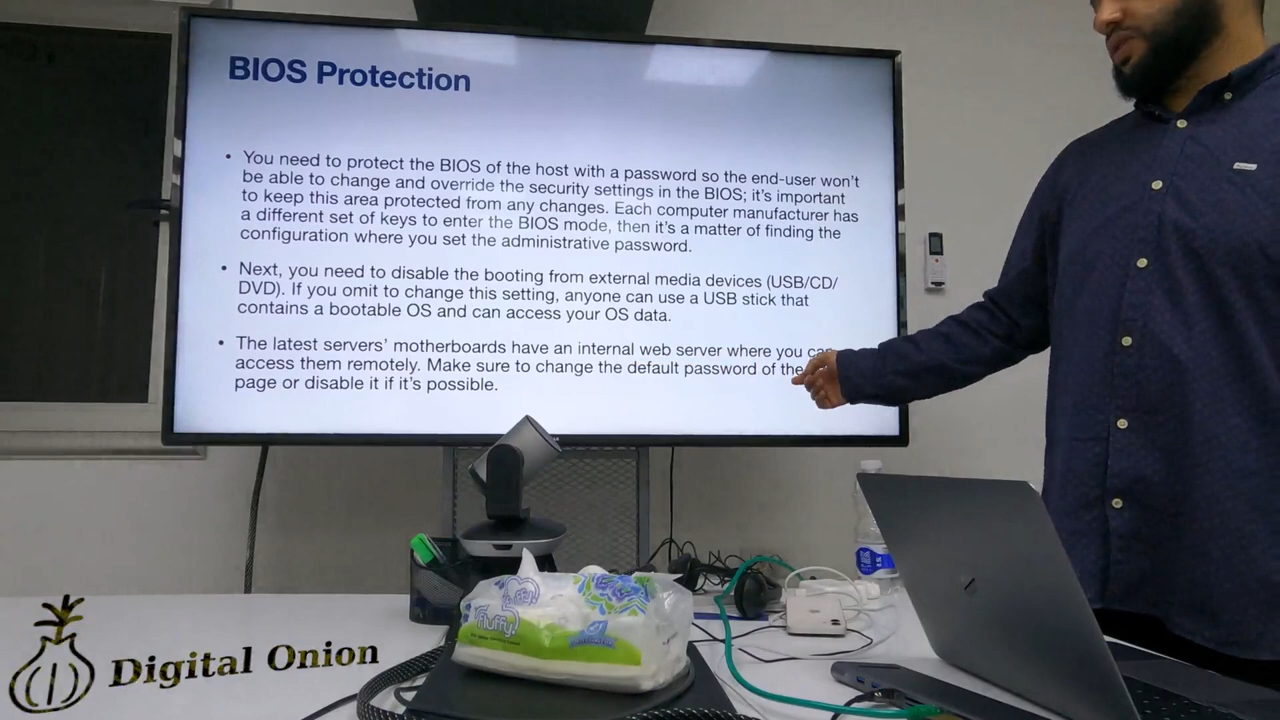 BIOS Protection
• You need to protect the BIOS of the host with a password so the end-user won't
be able to change and override the security settings in the BIOS; it's important
to keep this area protected from any changes. Each computer manufacturer has
a different set of keys to enter the BIOS mode, then it's a matter of finding the
configuration where you set the administrative password.
• Next, you need to disable the booting from external media devices (USB/CD/
DVD). If you omit to change this setting, anyone can use a USB stick that
contains a bootable OS and can access your OS data.
• The latest servers' motherboards have an internal web server where you can
access them remotely. Make sure to change the default password of the
page or disable it if it's possible.
Fluffy!
Digital Onion